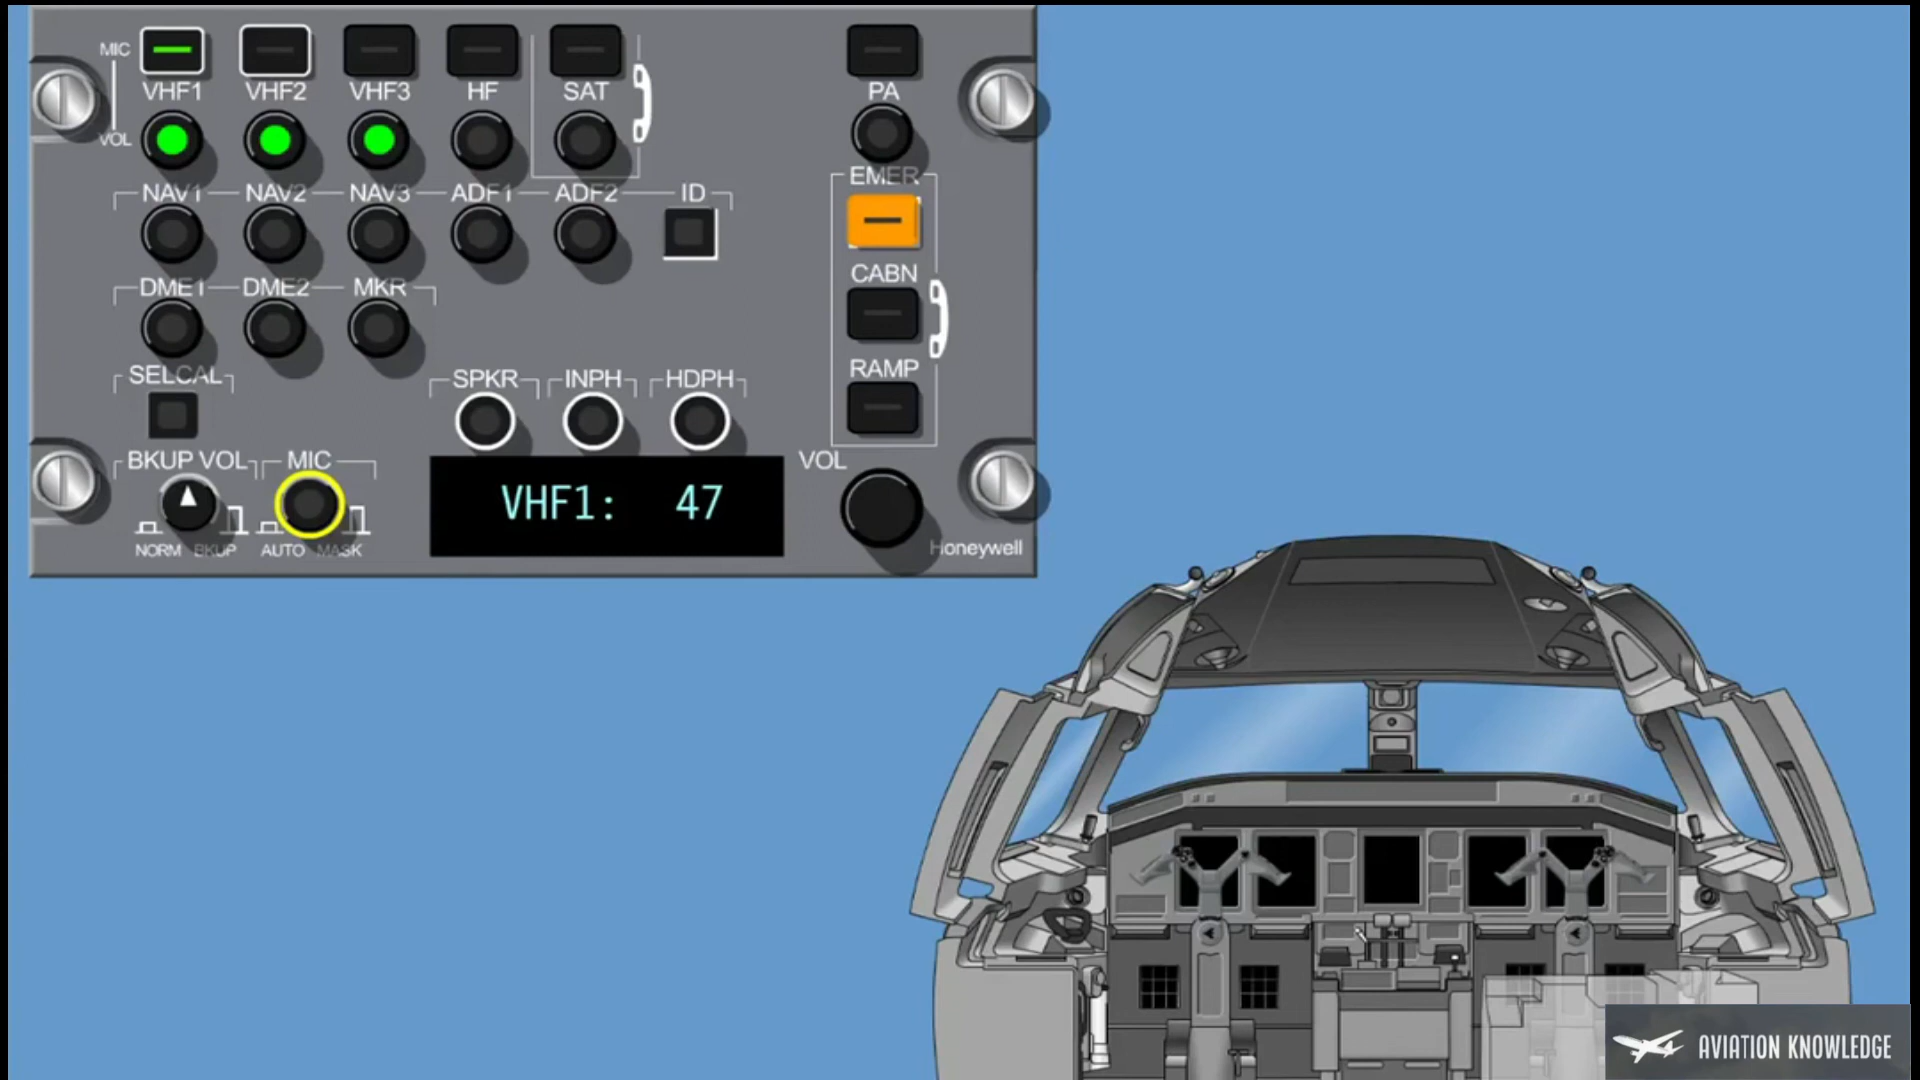 MIC
VHF1 VHF2 VHF3 HF SAT PA
VOL
EMER
NAV1 NAV2 NAV3 ADF1 ADF2 ID
CABN
DME1 DME2 MKR
RAMP
SELCAL SPKR INPH HDPH
BKUP VOL MIC VOL
VHF1: 47
NORM BKUP AUTO MASK Honeywell
AVIATION KNOWLEDGE